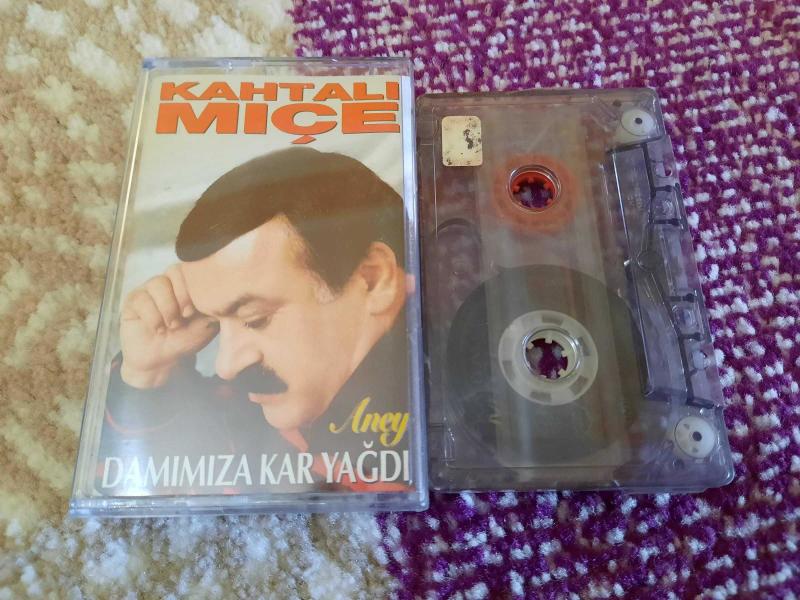 KAHTALI
MIÇE
Aney
DAMIMIZA KAR YAĞDI